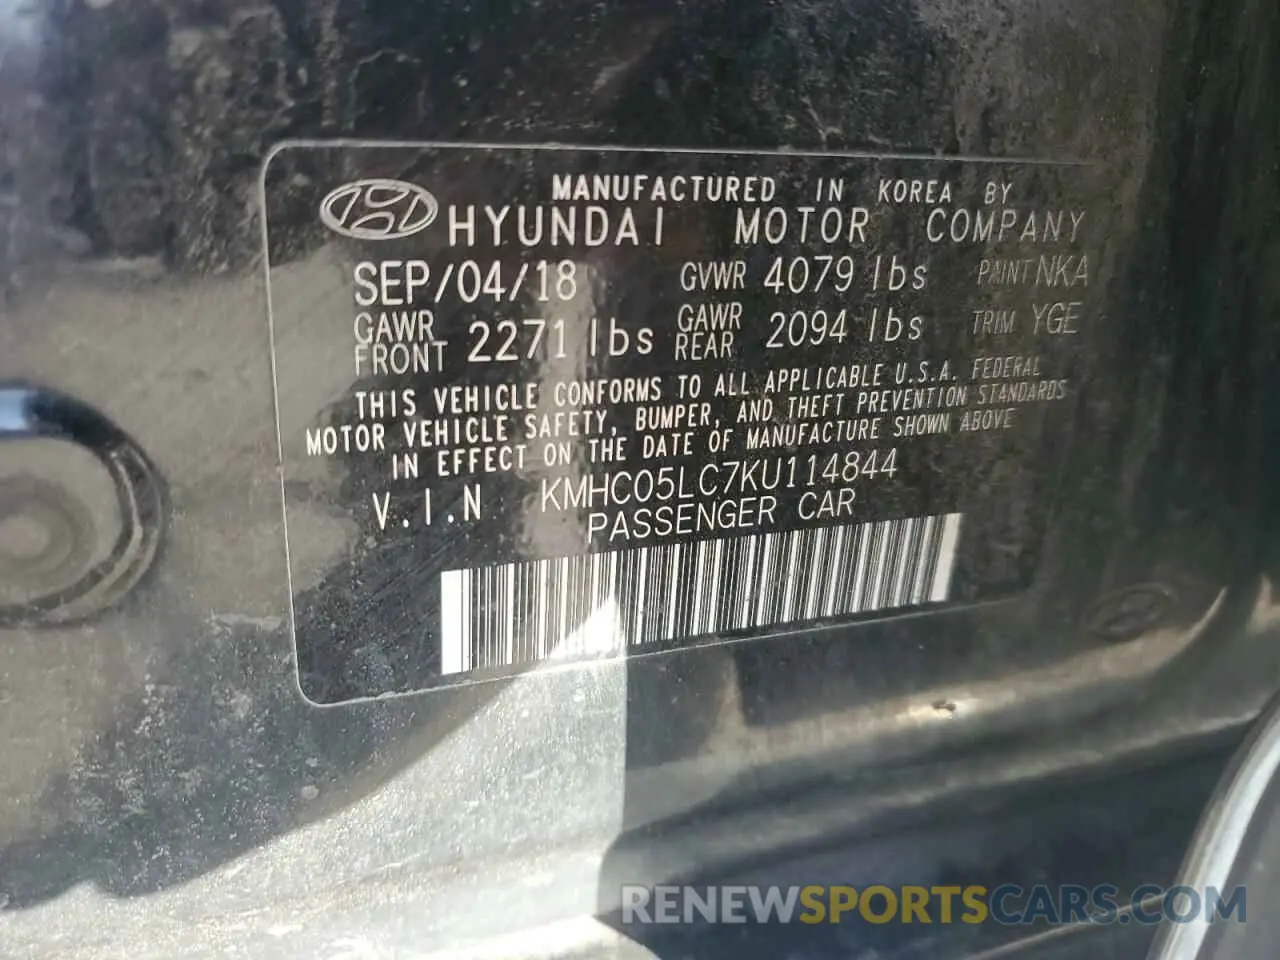 MANUFACTURED IN KOREA BY
HYUNDAI MOTOR COMPANY
SEP/04/18 GVWR 4079 lbs PAINT NKA
GAWR FRONT 2271 lbs GAWR REAR 2094 lbs TRIM YGE
THIS VEHICLE CONFORMS TO ALL APPLICABLE U.S.A. FEDERAL
MOTOR VEHICLE SAFETY, BUMPER, AND THEFT PREVENTION STANDARDS
IN EFFECT ON THE DATE OF MANUFACTURE SHOWN ABOVE
V.I.N KMHC05LC7KU114844
PASSENGER CAR
RENEWSPORTSCARS.COM